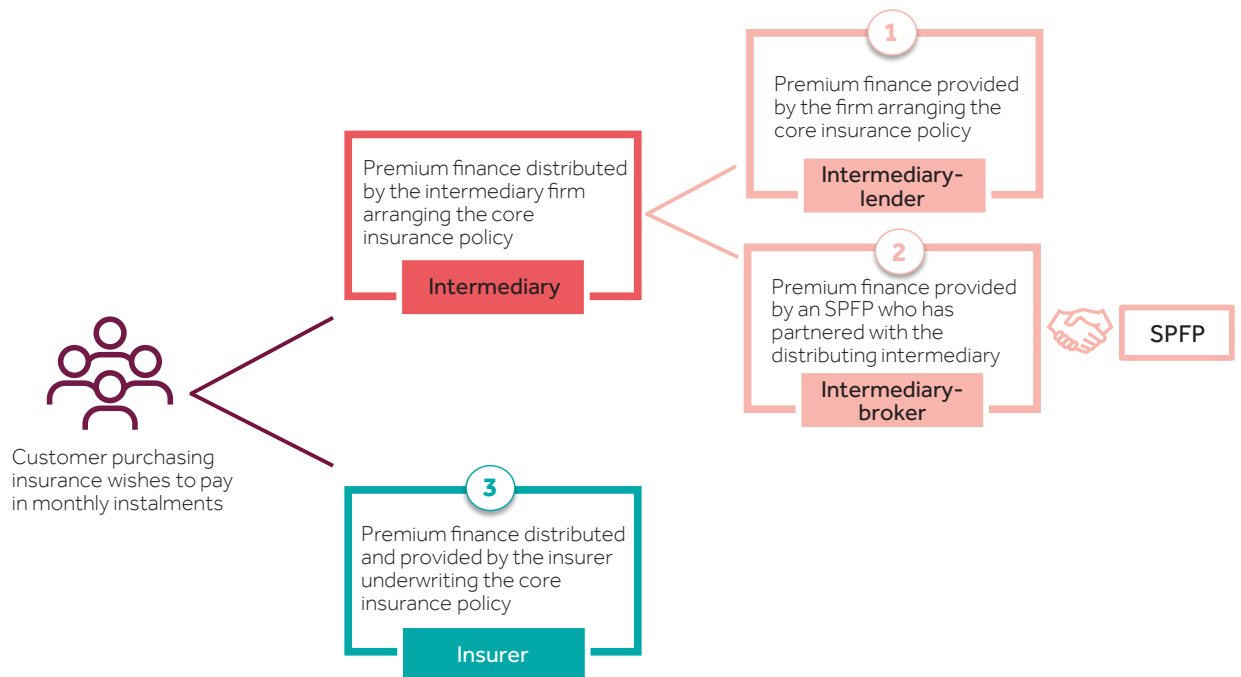 Customer purchasing
insurance wishes to pay
in monthly instalments
Premium finance distributed
by the intermediary firm
arranging the core
insurance policy
Intermediary
1
Premium finance provided
by the firm arranging the
core insurance policy
Intermediary-
lender
2
Premium finance provided
by an SPFP who has
partnered with the
distributing intermediary
Intermediary-
broker
SPFP
3
Premium finance distributed
and provided by the insurer
underwriting the core
insurance policy
Insurer